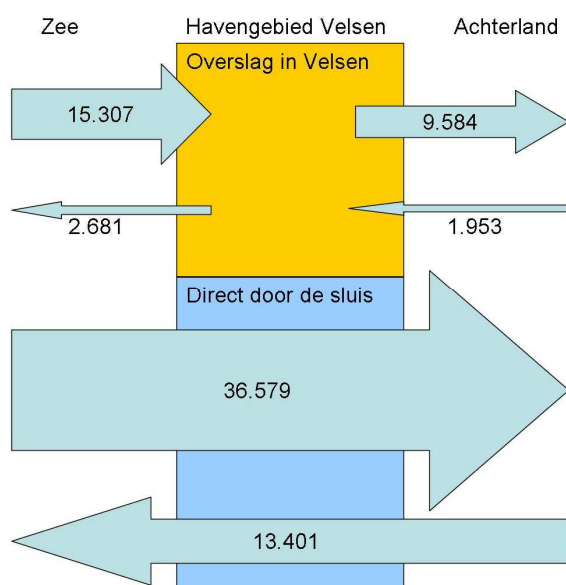 Zee Havengebied Velsen Achterland
Overslag in Velsen
15.307 9.584
2.681 1.953
Direct door de sluis
36.579
13.401